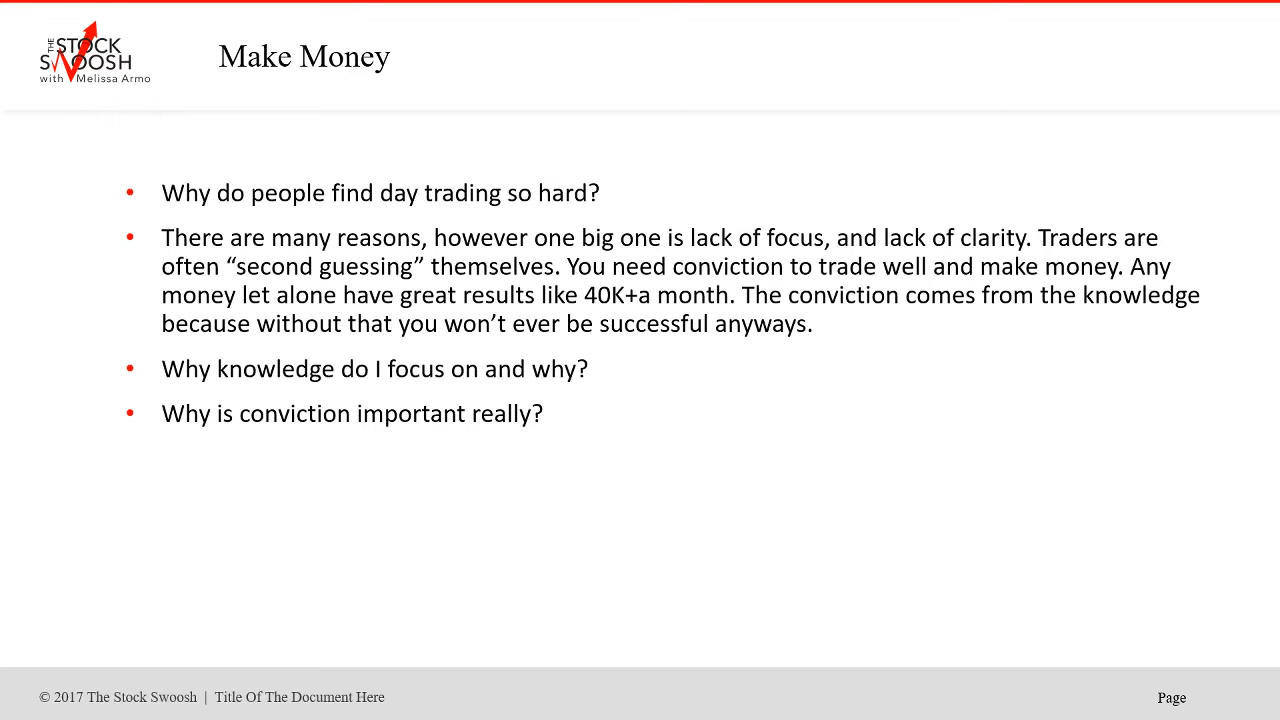 THE
STOCK
SWOOSH
with Melissa Armo
Make Money
• Why do people find day trading so hard?
• There are many reasons, however one big one is lack of focus, and lack of clarity. Traders are
often “second guessing” themselves. You need conviction to trade well and make money. Any
money let alone have great results like 40K+a month. The conviction comes from the knowledge
because without that you won’t ever be successful anyways.
• Why knowledge do I focus on and why?
• Why is conviction important really?
© 2017 The Stock Swoosh | Title Of The Document Here
Page